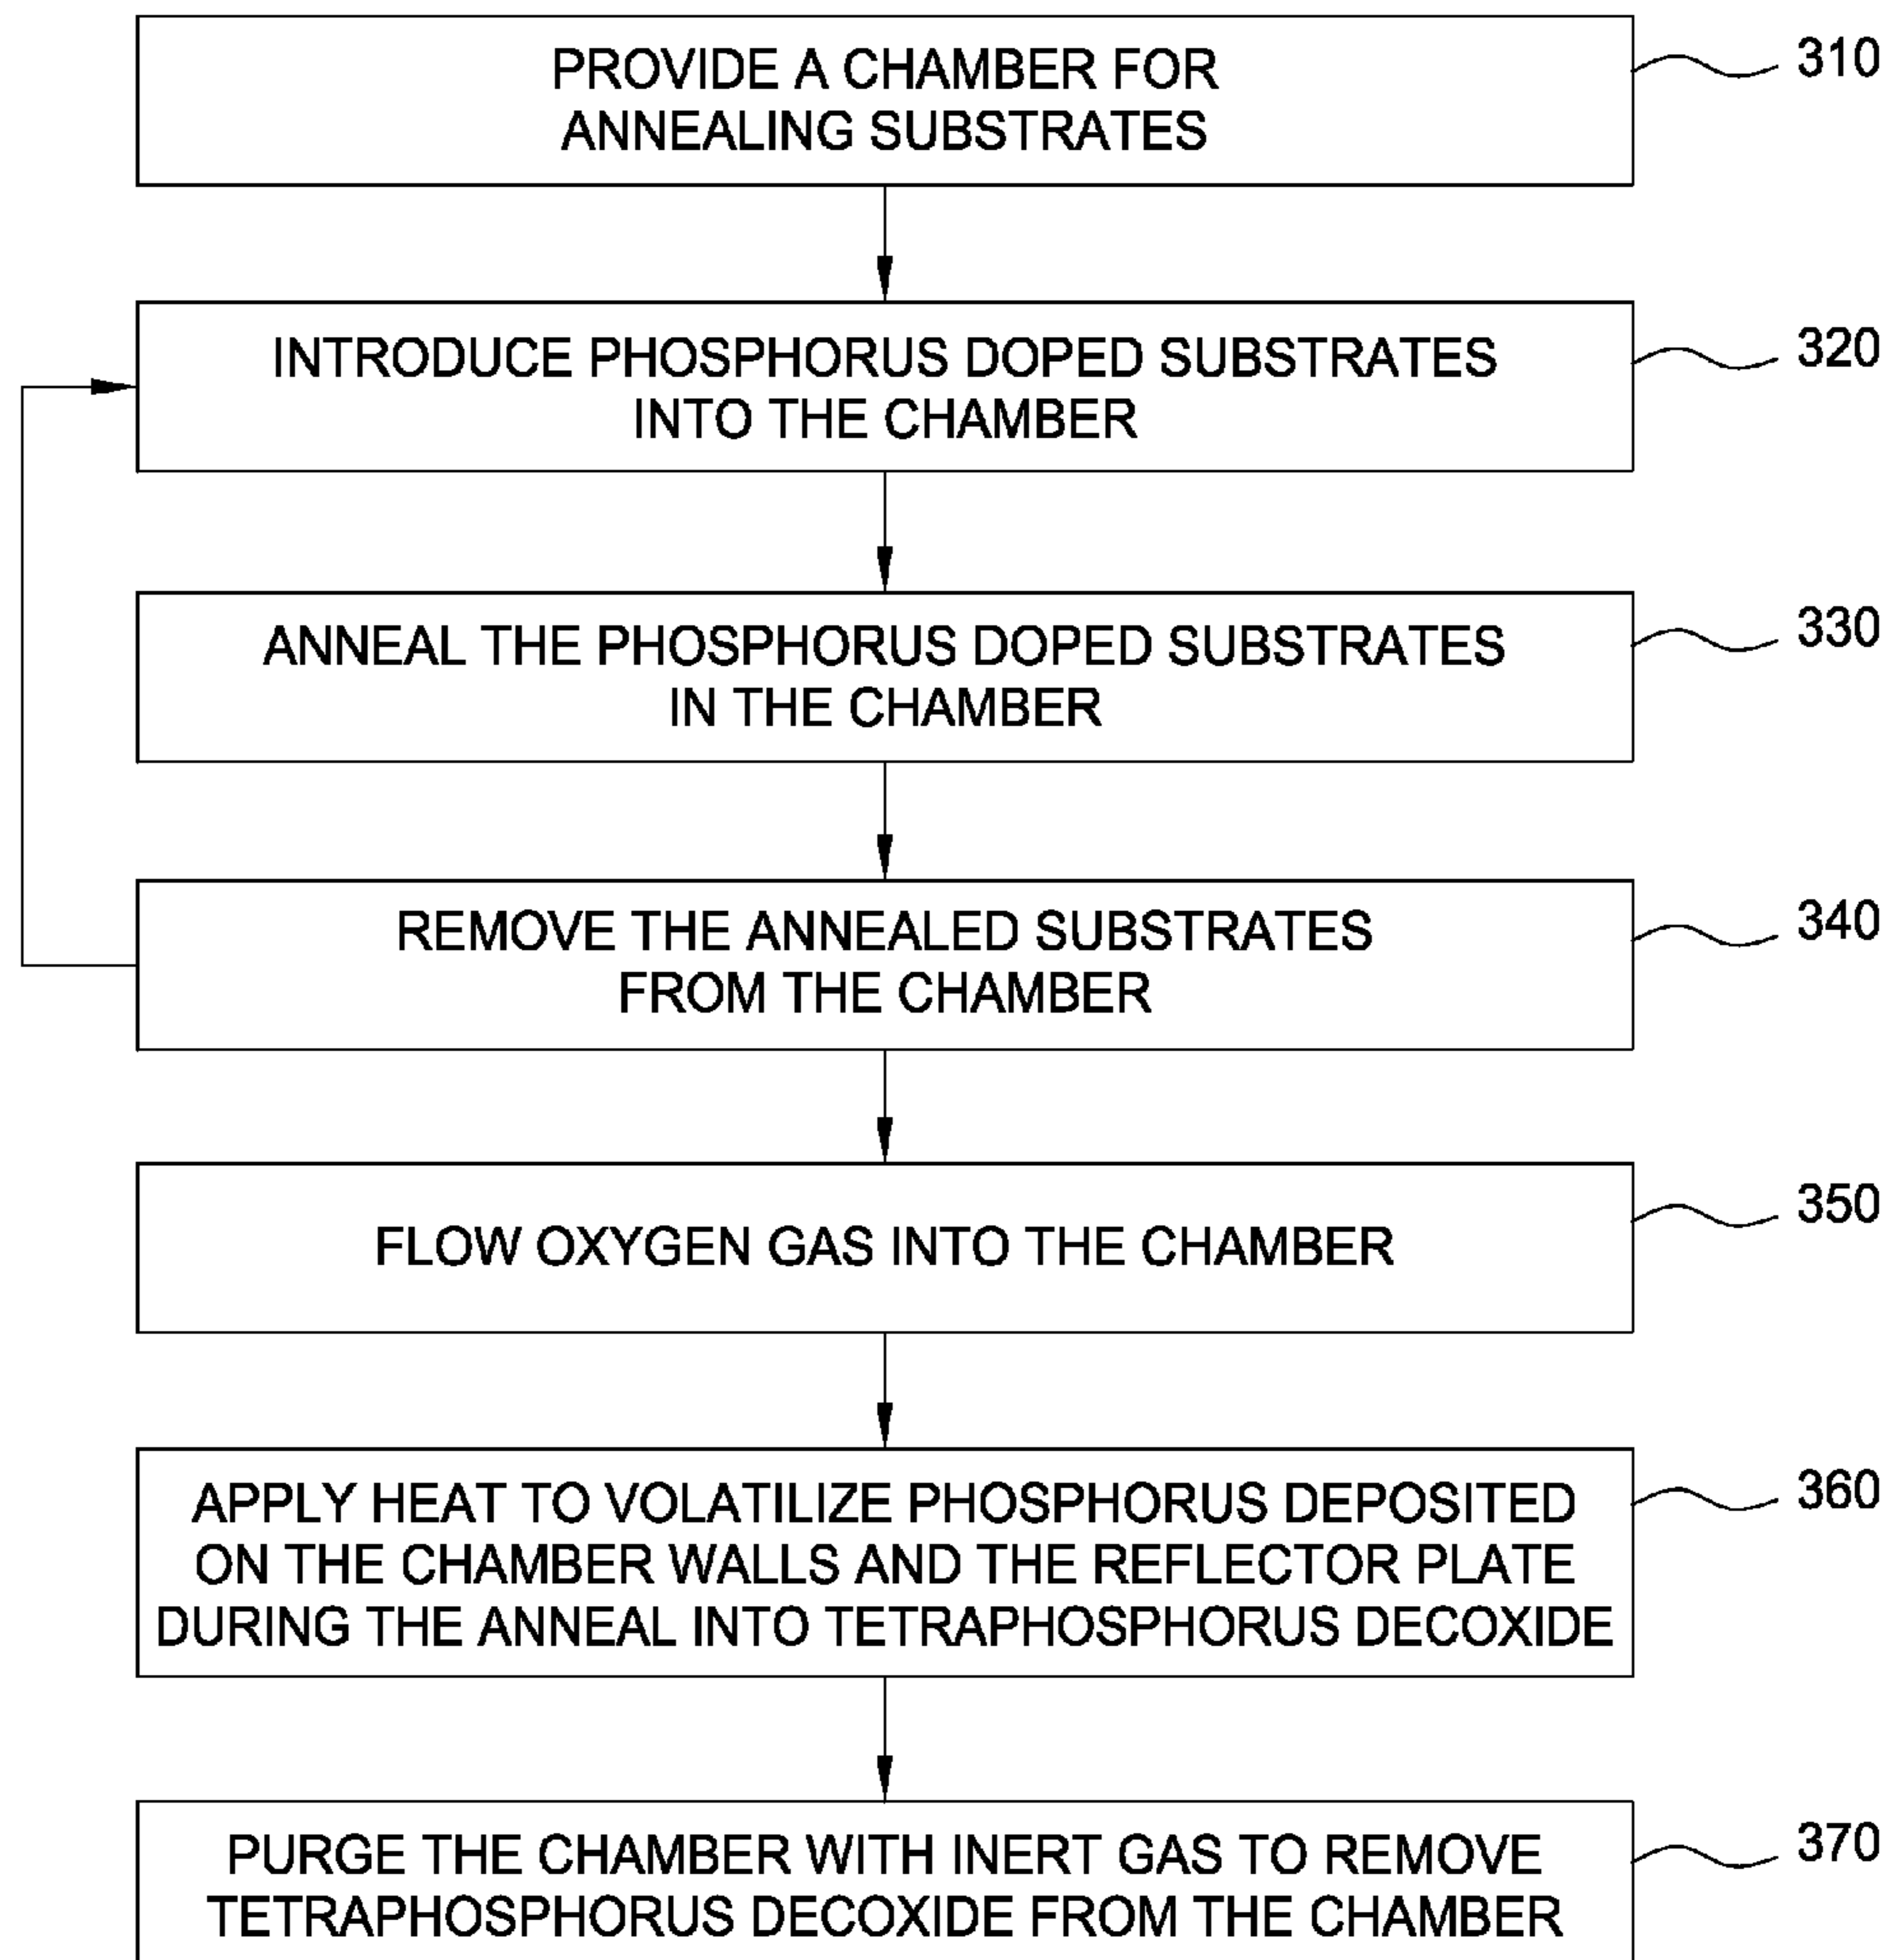 PROVIDE A CHAMBER FOR
ANNEALING SUBSTRATES
310
INTRODUCE PHOSPHORUS DOPED SUBSTRATES
INTO THE CHAMBER
320
ANNEAL THE PHOSPHORUS DOPED SUBSTRATES
IN THE CHAMBER
330
REMOVE THE ANNEALED SUBSTRATES
FROM THE CHAMBER
340
FLOW OXYGEN GAS INTO THE CHAMBER
350
APPLY HEAT TO VOLATILIZE PHOSPHORUS DEPOSITED
ON THE CHAMBER WALLS AND THE REFLECTOR PLATE
DURING THE ANNEAL INTO TETRAPHOSPHORUS DECOXIDE
360
PURGE THE CHAMBER WITH INERT GAS TO REMOVE
TETRAPHOSPHORUS DECOXIDE FROM THE CHAMBER
370